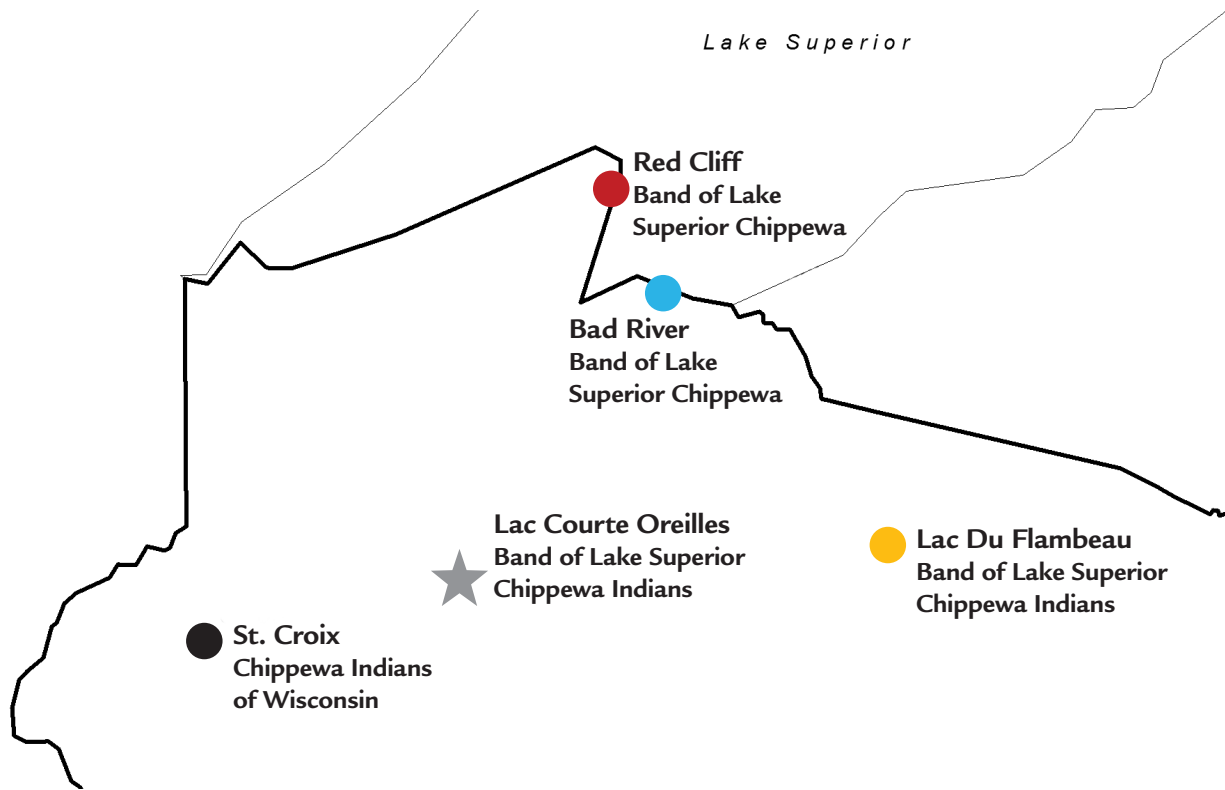 Lake Superior
Red Cliff
Band of Lake
Superior Chippewa
Bad River
Band of Lake
Superior Chippewa
Lac Courte Oreilles
Band of Lake Superior
Chippewa Indians
Lac Du Flambeau
Band of Lake Superior
Chippewa Indians
St. Croix
Chippewa Indians
of Wisconsin